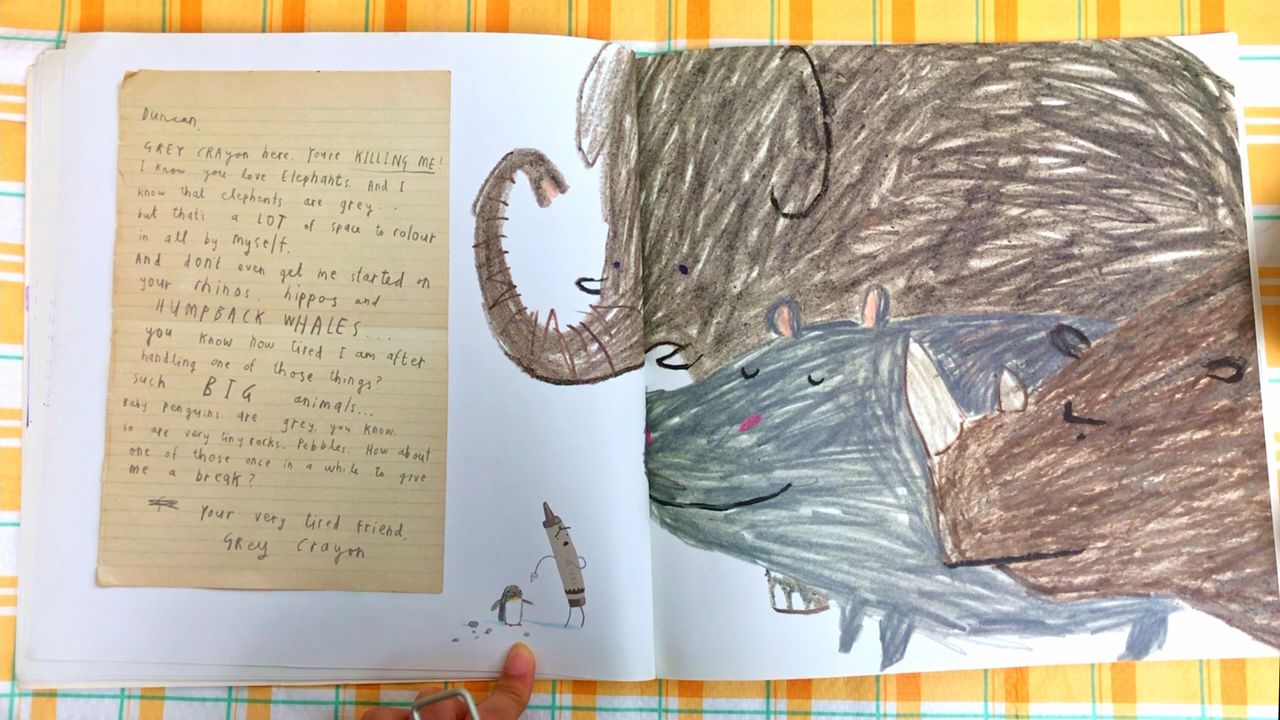 Duncan,
GREY CRAYon here. You're KILLING ME!
I know you love Elephants. And I
know that elephants are grey...
but that's a LOT of space to colour
in all by myself.
And don't even get me started on
your rhinos, hippos and
HUMPBACK WHALES....
you know how tired I am after
handling one of those things?
such BIG animals...
Baby penguins are grey, you know.
so are very tiny rocks. Pebbles. How about
one of those once in a while to give
me a break?
Your very tired friend,
Grey Crayon